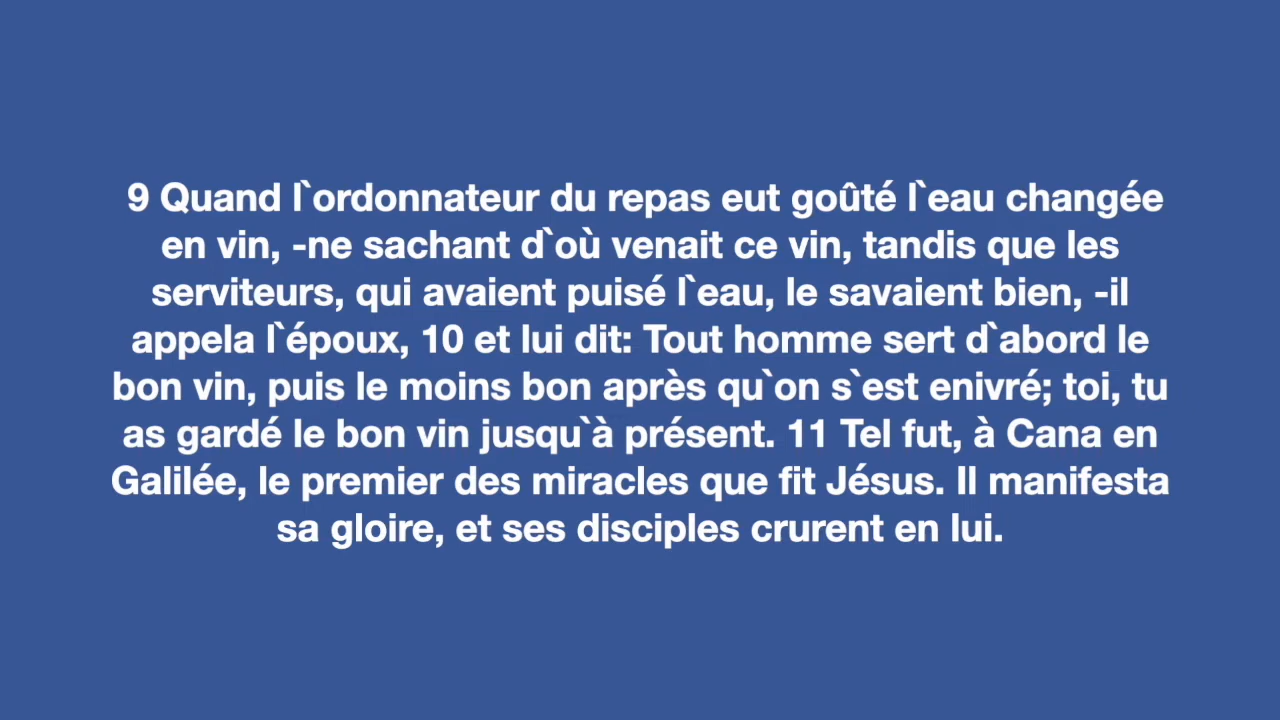 9 Quand l`ordonnateur du repas eut goûté l`eau changée
en vin, -ne sachant d`où venait ce vin, tandis que les
serviteurs, qui avaient puisé l`eau, le savaient bien, -il
appela l`époux, 10 et lui dit: Tout homme sert d`abord le
bon vin, puis le moins bon après qu`on s`est enivré; toi, tu
as gardé le bon vin jusqu`à présent. 11 Tel fut, à Cana en
Galilée, le premier des miracles que fit Jésus. Il manifesta
sa gloire, et ses disciples crurent en lui.